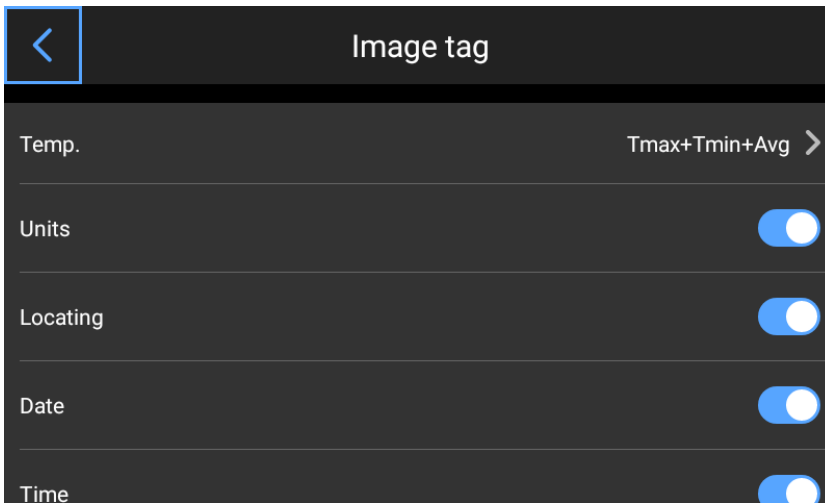 Image tag
Temp. Tmax+Tmin+Avg
Units
Locating
Date
Time